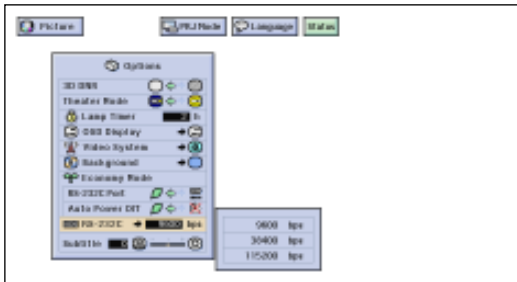 Picture
PRJ Mode
Language
Status
Options
3D DNR
Theater Mode
Lamp Timer
h
OSD Display
Video System
Background
Economy Mode
RS-232C Port
Auto Power Off
RS-232C 9600 bps
Subtitle
9600 bps
38400 bps
115200 bps